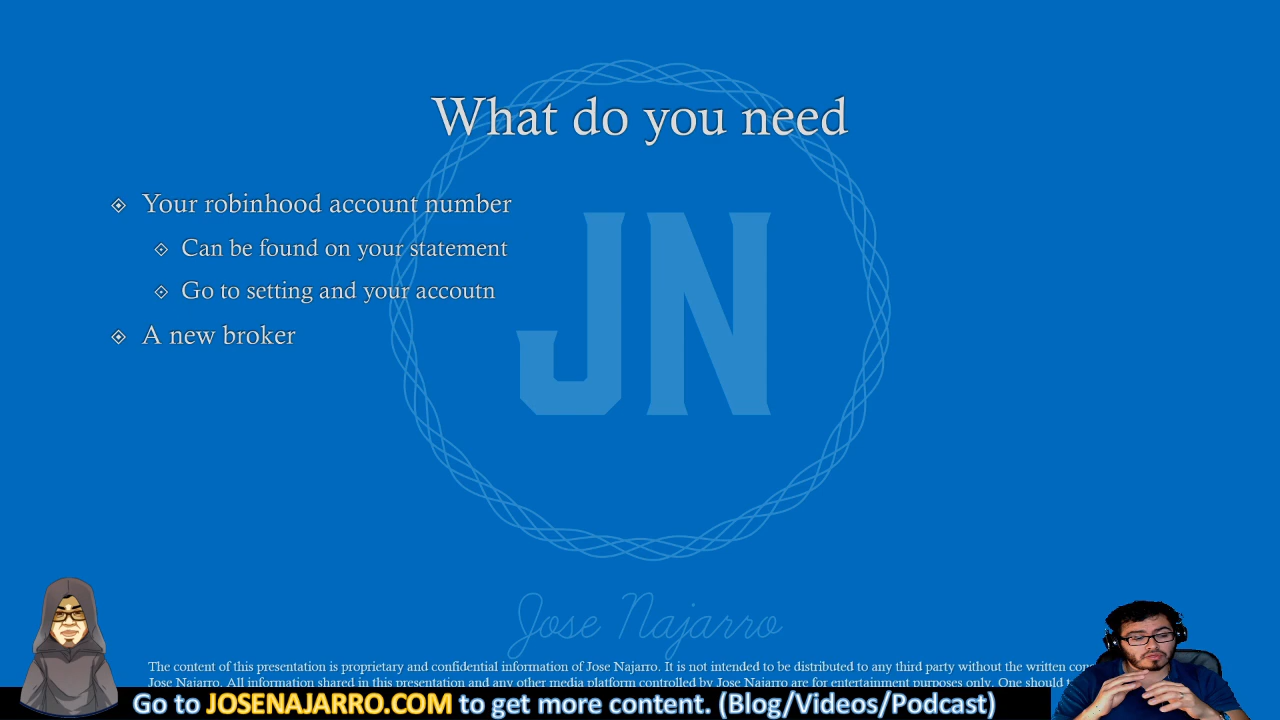 What do you need
Your robinhood account number
Can be found on your statement
Go to setting and your accoutn
A new broker
JN
Jose Najarro
The content of this presentation is proprietary and confidential information of Jose Najarro. It is not intended to be distributed to any third party without the written
Jose Najarro. All information shared in this presentation and any other media platform controlled by Jose Najarro are for entertainment purposes only. One should
Go to JOSENAJARRO.COM to get more content. (Blog/Videos/Podcast)